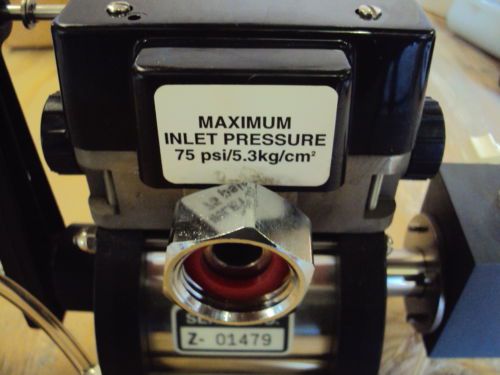 MAXIMUM
INLET PRESSURE
75 psi/5.3kg/cm²
Z- 01479